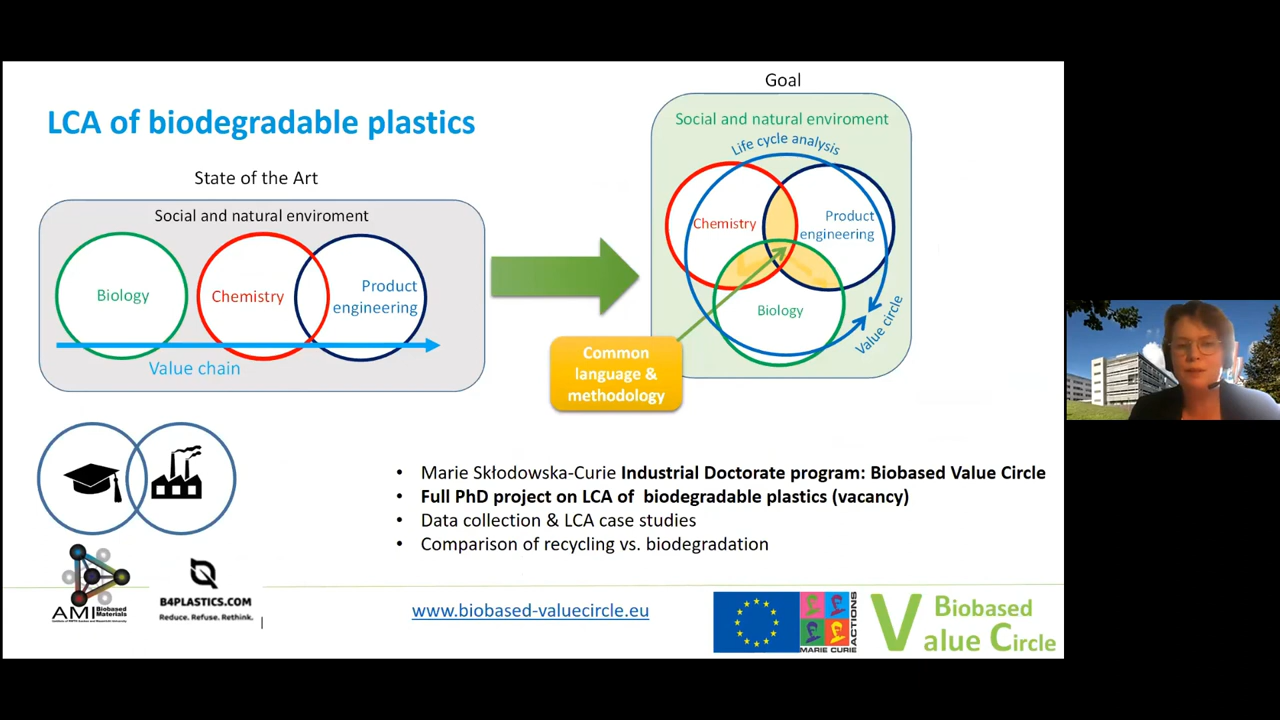 LCA of biodegradable plastics
State of the Art
Social and natural enviroment
Biology
Chemistry
Product
engineering
Value chain
Goal
Social and natural enviroment
Life cycle analysis
Chemistry
Product
engineering
Biology
Value circle
Common
language &
methodology
• Marie Skłodowska-Curie Industrial Doctorate program: Biobased Value Circle
• Full PhD project on LCA of biodegradable plastics (vacancy)
• Data collection & LCA case studies
• Comparison of recycling vs. biodegradation
AMI Biobased
Materials
B4PLASTICS.COM
Reduce. Refuse. Rethink.
www.biobased-valuecircle.eu
MARIE CURIE
ACTIONS
Biobased
Value Circle